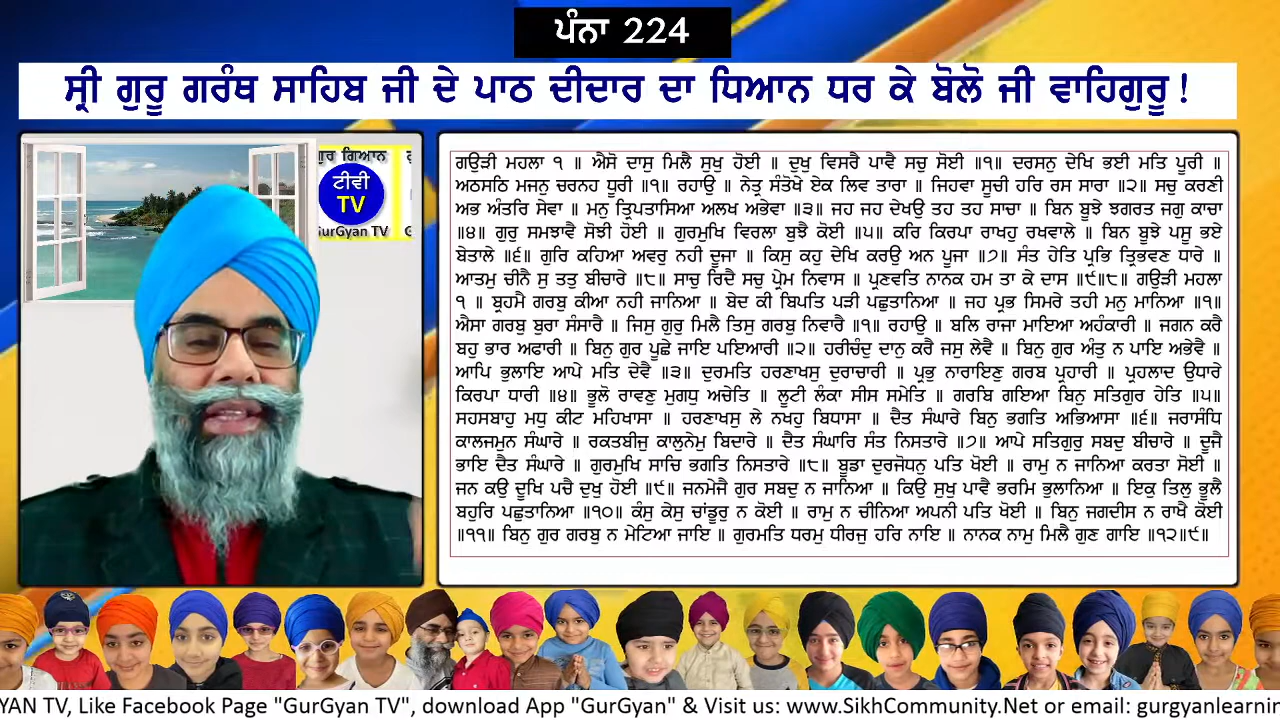 ਪੰਨਾ 224
ਸ੍ਰੀ ਗੁਰੂ ਗਰੰਥ ਸਾਹਿਬ ਜੀ ਦੇ ਪਾਠ ਦੀਦਾਰ ਦਾ ਧਿਆਨ ਧਰ ਕੇ ਬੋਲੋ ਜੀ ਵਾਹਿਗੁਰੂ!
ਗੁਰ ਗਿਆਨ
ਟੀਵੀ
TV
GurGyan TV
ਗਉੜੀ ਮਹਲਾ ੧ ॥ ਐਸੋ ਦਾਸੁ ਮਿਲੈ ਸੁਖੁ ਹੋਈ ॥ ਦੁਖੁ ਵਿਸਰੈ ਪਾਵੈ ਸਚੁ ਸੋਈ ॥੧॥ ਦਰਸਨੁ ਦੇਖਿ ਭਈ ਮਤਿ ਪੂਰੀ ॥
ਅਠਸਠਿ ਮਜਨੁ ਚਰਨਹ ਧੂਰੀ ॥੧॥ ਰਹਾਉ ॥ ਨੇਤ੍ਰ ਸੰਤੋਖੇ ਏਕ ਲਿਵ ਤਾਰਾ ॥ ਜਿਹਵਾ ਸੂਚੀ ਹਰਿ ਰਸ ਸਾਰਾ ॥੨॥ ਸਚੁ ਕਰਣੀ
ਅਭ ਅੰਤਰਿ ਸੇਵਾ ॥ ਮਨੁ ਤ੍ਰਿਪਤਾਸਿਆ ਅਲਖ ਅਭੇਵਾ ॥੩॥ ਜਹ ਜਹ ਦੇਖਉ ਤਹ ਤਹ ਸਾਚਾ ॥ ਬਿਨੁ ਬੂਝੇ ਝਗਰਤ ਜਗੁ ਕਾਚਾ
॥੪॥ ਗੁਰੁ ਸਮਝਾਵੈ ਸੋਝੀ ਹੋਈ ॥ ਗੁਰਮੁਖਿ ਵਿਰਲਾ ਬੂਝੈ ਕੋਈ ॥੫॥ ਕਰਿ ਕਿਰਪਾ ਰਾਖਹੁ ਰਖਵਾਲੇ ॥ ਬਿਨੁ ਬੂਝੇ ਪਸੂ ਭਏ
ਬੇਤਾਲੇ ॥੬॥ ਗੁਰਿ ਕਹਿਆ ਅਵਰੁ ਨਹੀ ਦੂਜਾ ॥ ਕਿਸੁ ਕਹੁ ਦੇਖਿ ਕਰਉ ਅਨ ਪੂਜਾ ॥੭॥ ਸੰਤ ਹੇਤਿ ਪ੍ਰਭਿ ਤ੍ਰਿਭਵਣ ਧਾਰੇ ॥
ਆਤਮੁ ਚੀਨੈ ਸੁ ਤਤੁ ਬੀਚਾਰੇ ॥੮॥ ਸਾਚੁ ਰਿਦੈ ਸਚੁ ਪ੍ਰੇਮ ਨਿਵਾਸ ॥ ਪ੍ਰਣਵਤਿ ਨਾਨਕ ਹਮ ਤਾ ਕੇ ਦਾਸ ॥੯॥੮॥ ਗਉੜੀ ਮਹਲਾ
੧ ॥ ਬ੍ਰਹਮੈ ਗਰਬੁ ਕੀਆ ਨਹੀ ਜਾਨਿਆ ॥ ਬੇਦ ਕੀ ਬਿਪਤਿ ਪੜੀ ਪਛੁਤਾਨਿਆ ॥ ਜਹ ਪ੍ਰਭ ਸਿਮਰੇ ਤਹੀ ਮਨੁ ਮਾਨਿਆ ॥੧॥
ਐਸਾ ਗਰਬੁ ਬੁਰਾ ਸੰਸਾਰੈ ॥ ਜਿਸੁ ਗੁਰੁ ਮਿਲੈ ਤਿਸੁ ਗਰਬੁ ਨਿਵਾਰੈ ॥੧॥ ਰਹਾਉ ॥ ਬਲਿ ਰਾਜਾ ਮਾਇਆ ਅਹੰਕਾਰੀ ॥ ਜਗਨ ਕਰੈ
ਬਹੁ ਭਾਰ ਅਫਾਰੀ ॥ ਬਿਨੁ ਗੁਰ ਪੂਛੇ ਜਾਇ ਪਇਆਰੀ ॥੨॥ ਹਰੀਚੰਦੁ ਦਾਨੁ ਕਰੈ ਜਸੁ ਲੇਵੈ ॥ ਬਿਨੁ ਗੁਰ ਅੰਤੁ ਨ ਪਾਇ ਅਭੇਵੈ ॥
ਆਪਿ ਭੁਲਾਇ ਆਪੇ ਮਤਿ ਦੇਵੈ ॥੩॥ ਦੁਰਮਤਿ ਹਰਣਾਖਸੁ ਦੁਰਾਚਾਰੀ ॥ ਪ੍ਰਭੁ ਨਾਰਾਇਣੁ ਗਰਬ ਪ੍ਰਹਾਰੀ ॥ ਪ੍ਰਹਲਾਦ ਉਧਾਰੇ
ਕਿਰਪਾ ਧਾਰੀ ॥੪॥ ਭੂਲੋ ਰਾਵਣੁ ਮੁਗਧੁ ਅਚੇਤਿ ॥ ਲੂਟੀ ਲੰਕਾ ਸੀਸ ਸਮੇਤਿ ॥ ਗਰਬਿ ਗਇਆ ਬਿਨੁ ਸਤਿਗੁਰ ਹੇਤਿ ॥੫॥
ਸਹਸਬਾਹੁ ਮਧੁ ਕੀਟ ਮਹਿਖਾਸਾ ॥ ਹਰਣਾਖਸੁ ਲੇ ਨਖਹੁ ਬਿਧਾਸਾ ॥ ਦੈਤ ਸੰਘਾਰੇ ਬਿਨੁ ਭਗਤਿ ਅਭਿਆਸਾ ॥੬॥ ਜਰਾਸੰਧਿ
ਕਾਲਜਮੁਨ ਸੰਘਾਰੇ ॥ ਰਕਤਬੀਜੁ ਕਾਲੁਨੇਮੁ ਬਿਦਾਰੇ ॥ ਦੈਤ ਸੰਘਾਰਿ ਸੰਤ ਨਿਸਤਾਰੇ ॥੭॥ ਆਪੇ ਸਤਿਗੁਰੁ ਸਬਦੁ ਬੀਚਾਰੇ ॥ ਦੂਜੈ
ਭਾਇ ਦੈਤ ਸੰਘਾਰੇ ॥ ਗੁਰਮੁਖਿ ਸਾਚਿ ਭਗਤਿ ਨਿਸਤਾਰੇ ॥੮॥ ਬੂਡਾ ਦੁਰਜੋਧਨੁ ਪਤਿ ਖੋਈ ॥ ਰਾਮੁ ਨ ਜਾਨਿਆ ਕਰਤਾ ਸੋਈ ॥
ਜਨ ਕਉ ਦੂਖਿ ਪਚੈ ਦੁਖੁ ਹੋਈ ॥੯॥ ਜਨਮੇਜੈ ਗੁਰ ਸਬਦੁ ਨ ਜਾਨਿਆ ॥ ਕਿਉ ਸੁਖੁ ਪਾਵੈ ਭਰਮਿ ਭੁਲਾਨਿਆ ॥ ਇਕੁ ਤਿਲੁ ਭੂਲੈ
ਬਹੁਰਿ ਪਛੁਤਾਨਿਆ ॥੧੦॥ ਕੰਸੁ ਕੇਸੁ ਚਾਂਡੂਰੁ ਨ ਕੋਈ ॥ ਰਾਮੁ ਨ ਚੀਨਿਆ ਅਪਨੀ ਪਤਿ ਖੋਈ ॥ ਬਿਨੁ ਜਗਦੀਸ ਨ ਰਾਖੈ ਕੋਈ
॥੧੧॥ ਬਿਨੁ ਗੁਰ ਗਰਬੁ ਨ ਮੇਟਿਆ ਜਾਇ ॥ ਗੁਰਮਤਿ ਧਰਮੁ ਧੀਰਜੁ ਹਰਿ ਨਾਇ ॥ ਨਾਨਕ ਨਾਮੁ ਮਿਲੈ ਗੁਣ ਗਾਇ ॥੧੨॥੯॥
YAN TV, Like Facebook Page "GurGyan TV", download App "GurGyan" & Visit us: www.SikhCommunity.Net or email: gurgyanlearnin